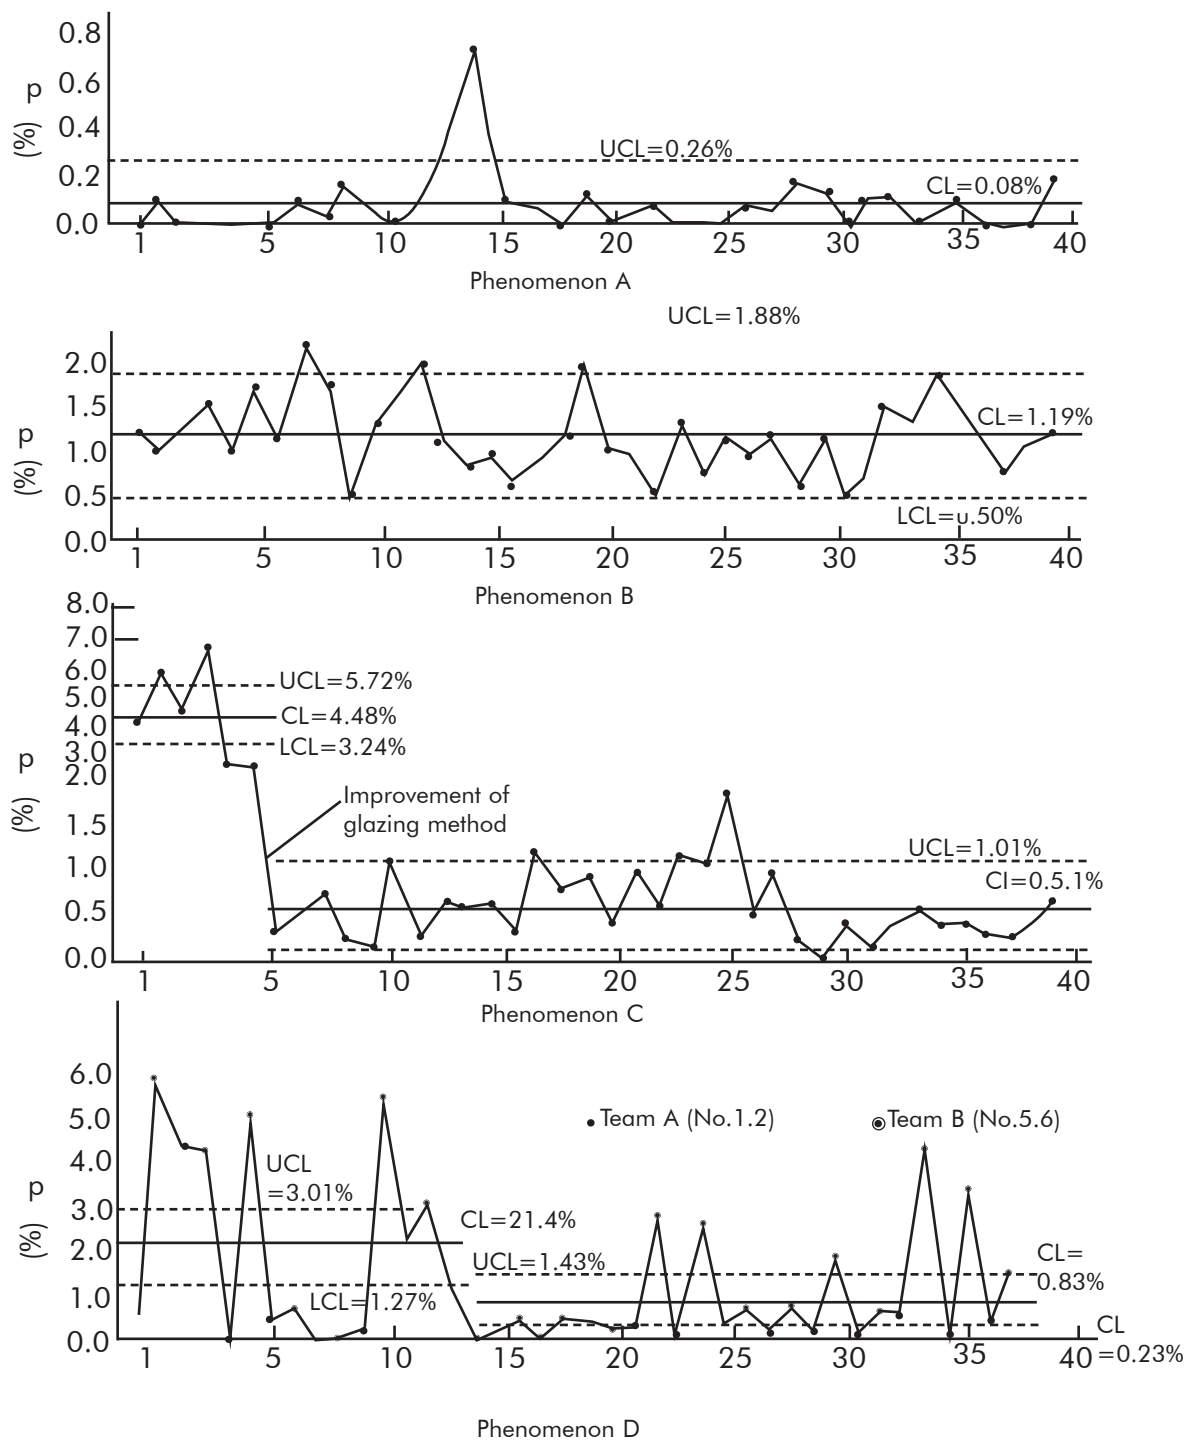 0.8
0.6
p
0.4
(%)
UCL=0.26%
0.2
CL=0.08%
0.0
1 5 10 15 20 25 30 35 40
Phenomenon A
UCL=1.88%
2.0
1.5
CL=1.19%
p
1.0
(%)
0.5
LCL=u.50%
0.0
1 5 10 15 20 25 30 35 40
Phenomenon B
8.0
7.0
6.0
UCL=5.72%
5.0
CL=4.48%
4.0
LCL=3.24%
3.0
p
2.0
(%)
Improvement of
glazing method
1.5
UCL=1.01%
1.0
CI=0.5.1%
0.5
0.0
1 5 10 15 20 25 30 35 40
Phenomenon C
6.0
5.0
Team A (No.1.2) Team B (No.5.6)
4.0
UCL
=3.01%
p
3.0
CL=21.4%
(%)
2.0
UCL=1.43%
CL=
0.83%
1.0
LCL=1.27%
0.0
CL
=0.23%
1 5 10 15 20 25 30 35 40
Phenomenon D